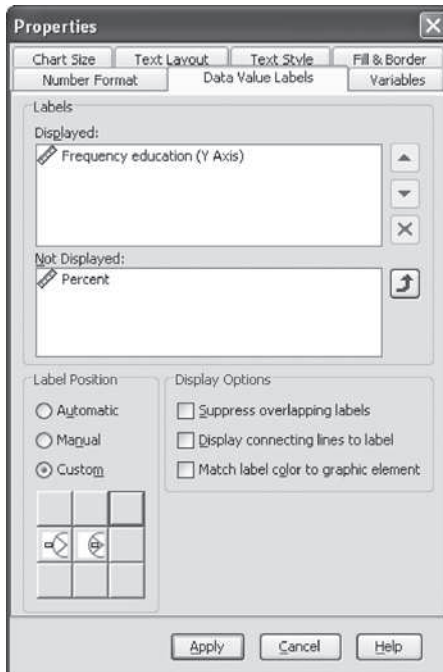 Properties
Chart Size Text Layout Text Style Fill & Border
Number Format Data Value Labels Variables
Labels
Displayed:
Frequency education (Y Axis)
Not Displayed:
Percent
Label Position
Automatic
Manual
Custom
Display Options
Suppress overlapping labels
Display connecting lines to label
Match label color to graphic element
Apply Cancel Help